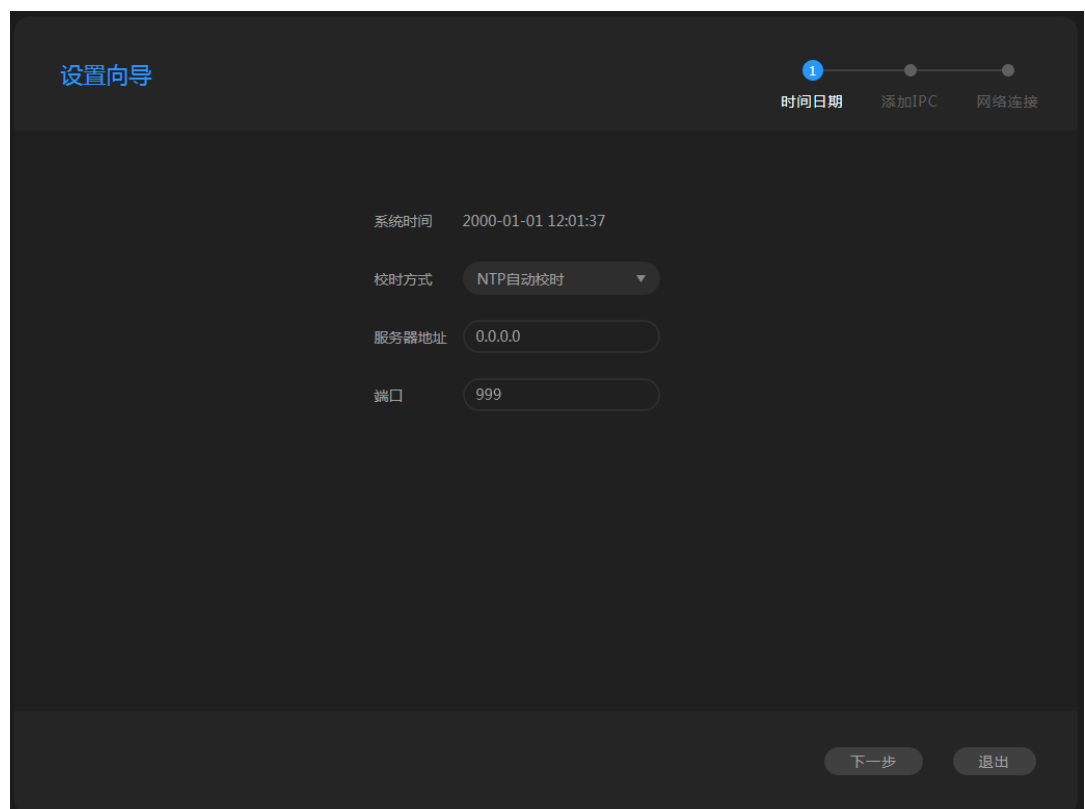 设置向导
1
时间日期 添加IPC 网络连接
系统时间 2000-01-01 12:01:37
校时方式 NTP自动校时
服务器地址 0.0.0.0
端口 999
下一步 退出